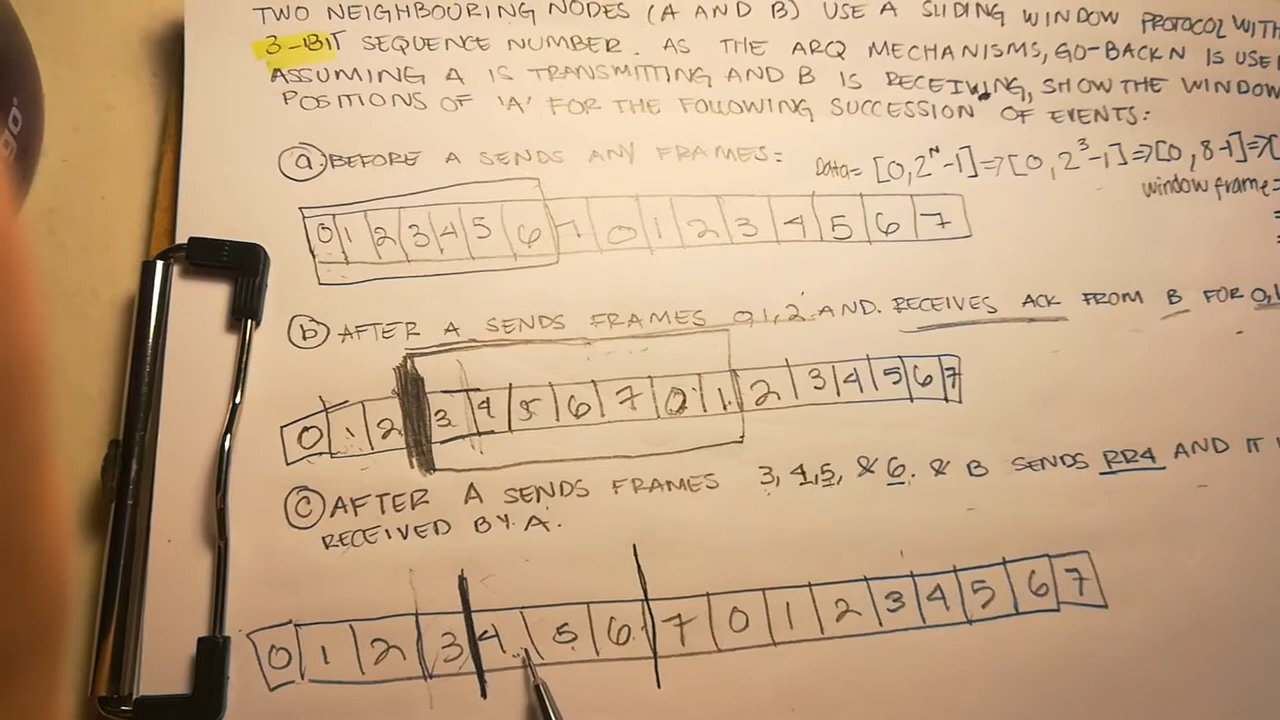 TWO NEIGHBOURING NODES (A AND B) USE A SLIDING WINDOW PROTOCOL WITH
3-BIT SEQUENCE NUMBER. AS THE ARQ MECHANISMS, GO-BACK N IS USE
ASSUMING A IS TRANSMITTING AND B IS RECEIVING, SHOW THE WINDOW
POSITIONS OF 'A' FOR THE FOLLOWING SUCCESSION OF EVENTS:
(a) BEFORE A SENDS ANY FRAMES:
Data= [0,2^N-1]⇒[0,2^3-1]⇒[0,8-1]⇒
window frame=
0 1 2 3 4 5 6 7 0 1 2 3 4 5 6 7
(b) AFTER A SENDS FRAMES 0,1,2 AND. RECEIVES ACK FROM B FOR 0,1
0 1 2 3 4 5 6 7 0 1 2 3 4 5 6 7
(c) AFTER A SENDS FRAMES 3,4,5, & 6. & B SENDS RR4 AND IT
RECEIVED BY A.
0 1 2 3 4 5 6 7 0 1 2 3 4 5 6 7